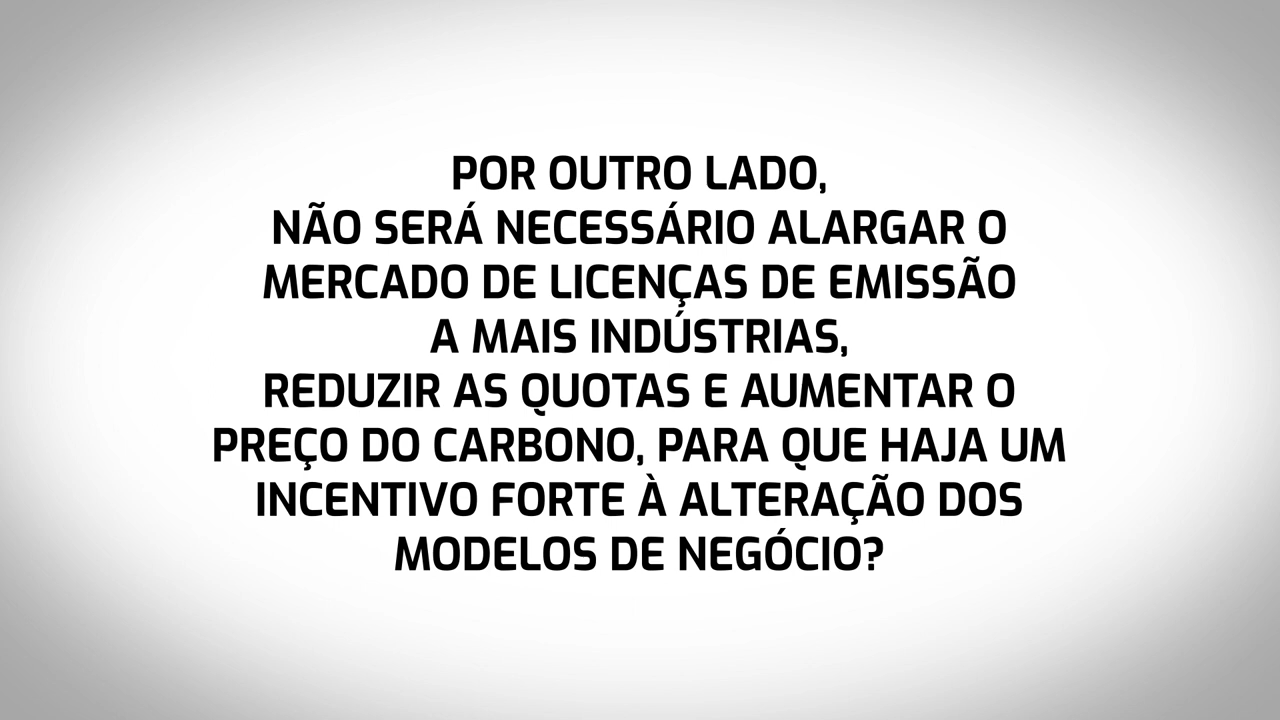 POR OUTRO LADO,
NÃO SERÁ NECESSÁRIO ALARGAR O
MERCADO DE LICENÇAS DE EMISSÃO
A MAIS INDÚSTRIAS,
REDUZIR AS QUOTAS E AUMENTAR O
PREÇO DO CARBONO, PARA QUE HAJA UM
INCENTIVO FORTE À ALTERAÇÃO DOS
MODELOS DE NEGÓCIO?